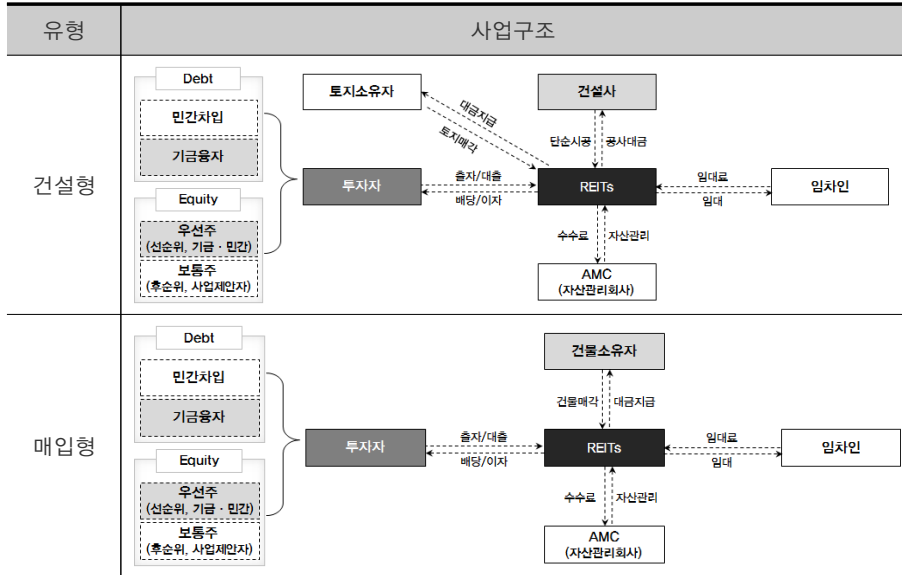 유형
사업구조
건설형
Debt
민간차입
기금융자
Equity
우선주
(선순위, 기금 · 민간)
보통주
(후순위, 사업제안자)
투자자
토지소유자
대금지급
토지매각
건설사
단순시공
공사대금
출자/대출
배당/이자
REITs
임대료
임대
임차인
수수료
자산관리
AMC
(자산관리회사)
매입형
Debt
민간차입
기금융자
Equity
우선주
(선순위, 기금 · 민간)
보통주
(후순위, 사업제안자)
투자자
건물소유자
건물매각
대금지급
출자/대출
배당/이자
REITs
임대료
임대
임차인
수수료
자산관리
AMC
(자산관리회사)